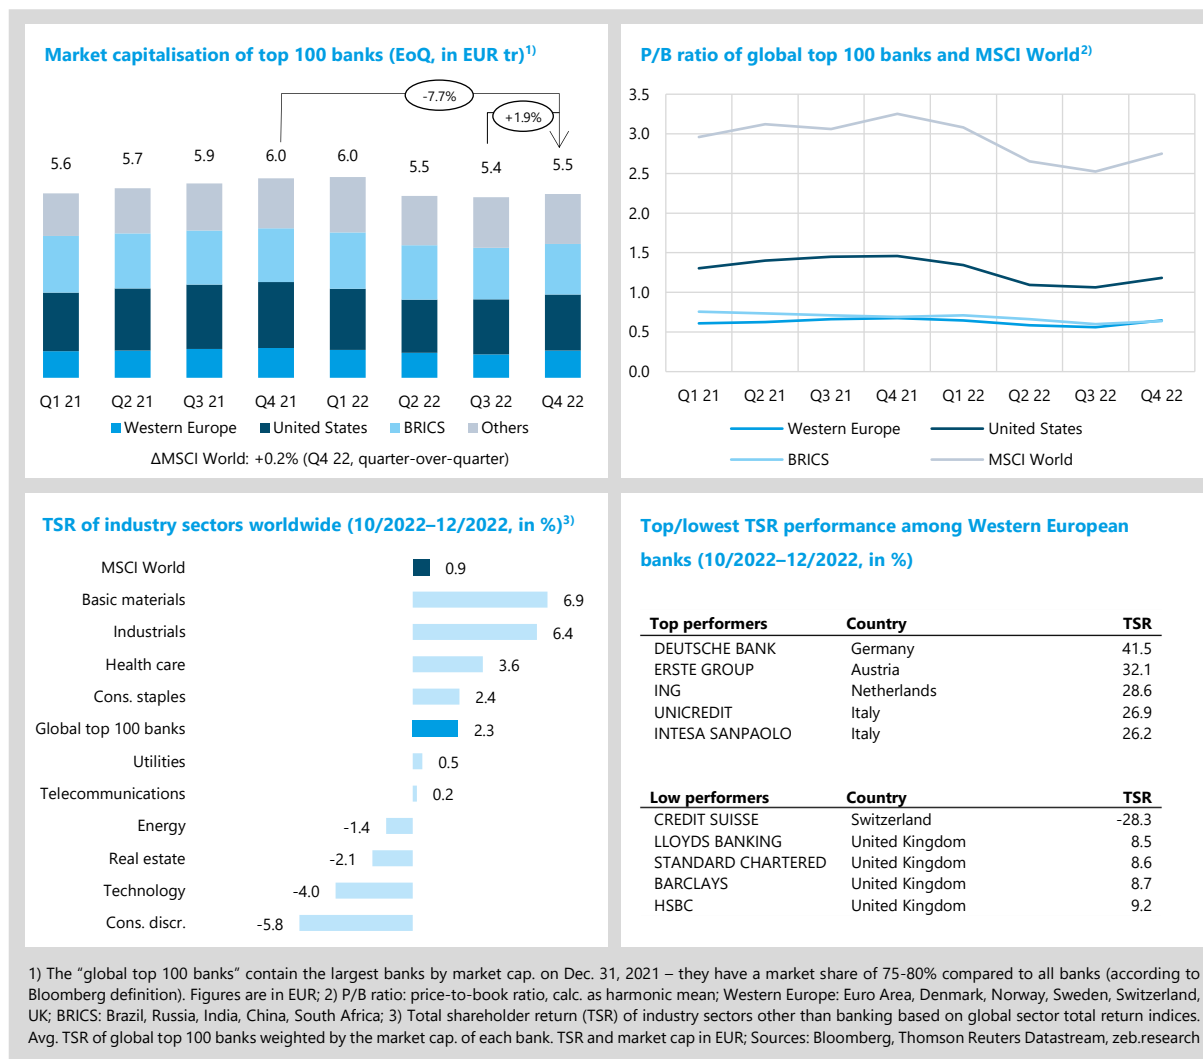 Market capitalisation of top 100 banks (EoQ, in EUR tr)1)
-7.7%
+1.9%
5.6 5.7 5.9 6.0 6.0 5.5 5.4 5.5
Q1 21 Q2 21 Q3 21 Q4 21 Q1 22 Q2 22 Q3 22 Q4 22
Western Europe United States BRICS Others
ΔMSCI World: +0.2% (Q4 22, quarter-over-quarter)
P/B ratio of global top 100 banks and MSCI World2)
3.5
3.0
2.5
2.0
1.5
1.0
0.5
0.0
Q1 21 Q2 21 Q3 21 Q4 21 Q1 22 Q2 22 Q3 22 Q4 22
Western Europe United States
BRICS MSCI World
TSR of industry sectors worldwide (10/2022–12/2022, in %)3)
MSCI World 0.9
Basic materials 6.9
Industrials 6.4
Health care 3.6
Cons. staples 2.4
Global top 100 banks 2.3
Utilities 0.5
Telecommunications 0.2
Energy -1.4
Real estate -2.1
Technology -4.0
Cons. discr. -5.8
Top/lowest TSR performance among Western European
banks (10/2022–12/2022, in %)
Top performers Country TSR
DEUTSCHE BANK Germany 41.5
ERSTE GROUP Austria 32.1
ING Netherlands 28.6
UNICREDIT Italy 26.9
INTESA SANPAOLO Italy 26.2
Low performers Country TSR
CREDIT SUISSE Switzerland -28.3
LLOYDS BANKING United Kingdom 8.5
STANDARD CHARTERED United Kingdom 8.6
BARCLAYS United Kingdom 8.7
HSBC United Kingdom 9.2
1) The “global top 100 banks” contain the largest banks by market cap. on Dec. 31, 2021 – they have a market share of 75-80% compared to all banks (according to
Bloomberg definition). Figures are in EUR; 2) P/B ratio: price-to-book ratio, calc. as harmonic mean; Western Europe: Euro Area, Denmark, Norway, Sweden, Switzerland,
UK; BRICS: Brazil, Russia, India, China, South Africa; 3) Total shareholder return (TSR) of industry sectors other than banking based on global sector total return indices.
Avg. TSR of global top 100 banks weighted by the market cap. of each bank. TSR and market cap in EUR; Sources: Bloomberg, Thomson Reuters Datastream, zeb.research